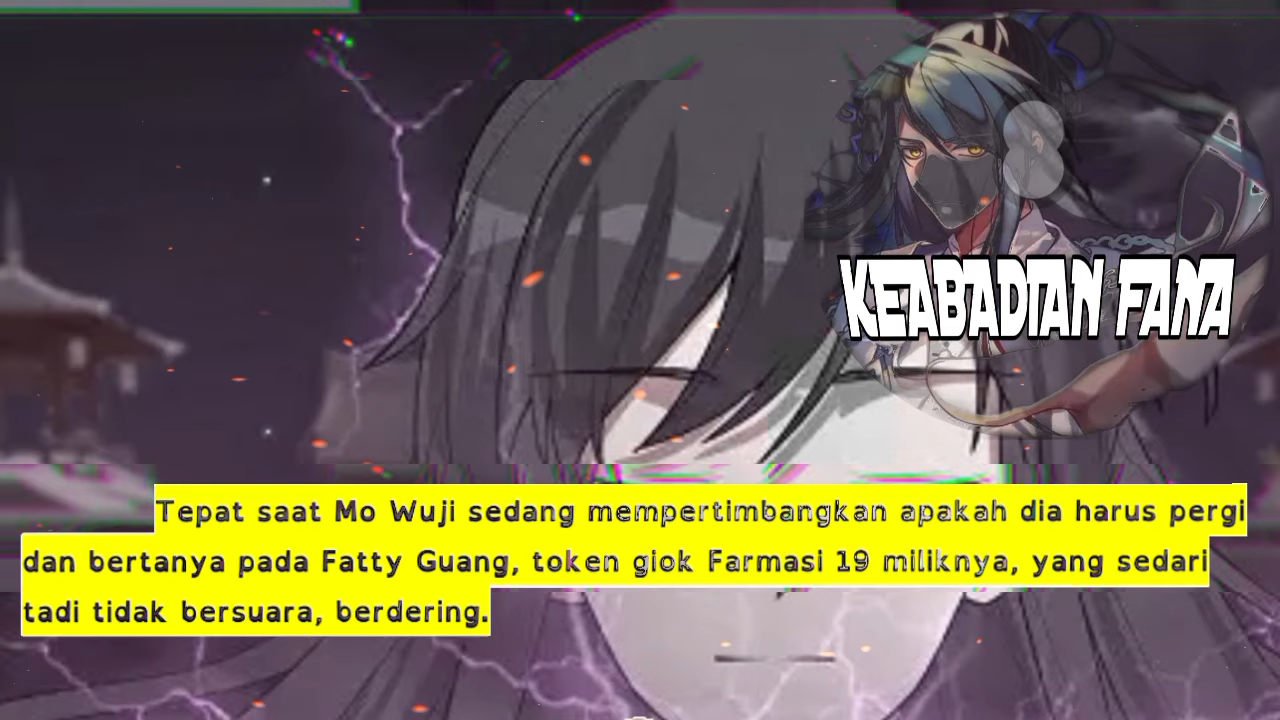 KEABADIAN FANA
Tepat saat Mo Wuji sedang mempertimbangkan apakah dia harus pergi
dan bertanya pada Fatty Guang, token giok Farmasi 19 miliknya, yang sedari
tadi tidak bersuara, berdering.